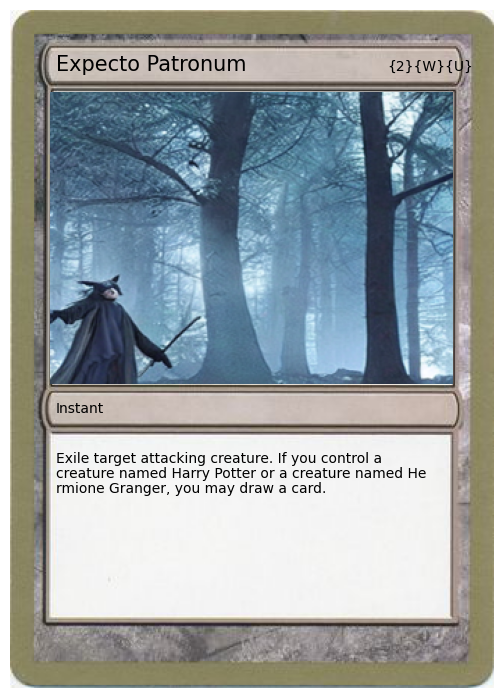 Expecto Patronum {2}{W}{U}
Instant
Exile target attacking creature. If you control a
creature named Harry Potter or a creature named He
rmione Granger, you may draw a card.